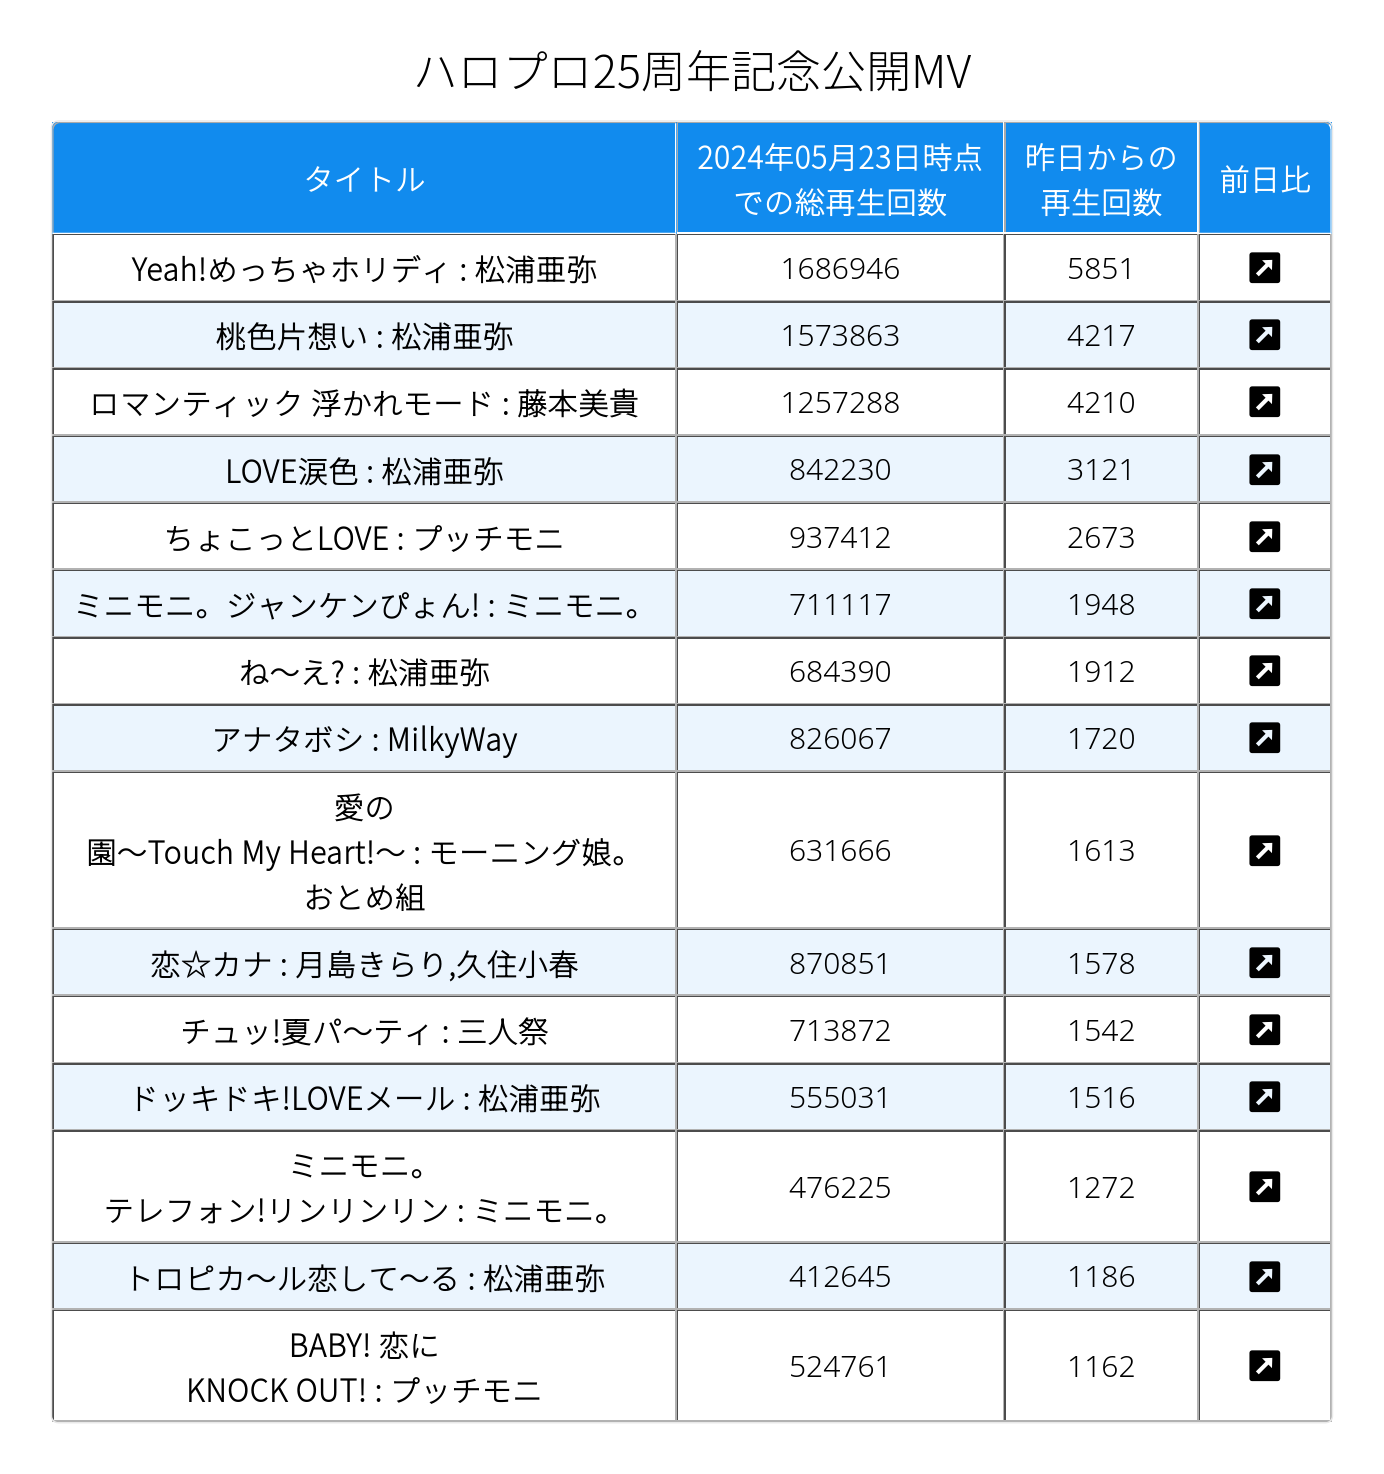 ハロプロ25周年記念公開MV
タイトル
2024年05月23日時点
での総再生回数
昨日からの
再生回数
前日比
Yeah!めっちゃホリディ : 松浦亜弥 1686946 5851
桃色片想い : 松浦亜弥 1573863 4217
ロマンティック 浮かれモード : 藤本美貴 1257288 4210
LOVE涙色 : 松浦亜弥 842230 3121
ちょこっとLOVE : プッチモニ 937412 2673
ミニモニ。ジャンケンぴょん! : ミニモニ。 711117 1948
ね〜え? : 松浦亜弥 684390 1912
アナタボシ : MilkyWay 826067 1720
愛の
園〜Touch My Heart!〜 : モーニング娘。
おとめ組
631666 1613
恋☆カナ : 月島きらり,久住小春 870851 1578
チュッ!夏パ〜ティ : 三人祭 713872 1542
ドッキドキ!LOVEメール : 松浦亜弥 555031 1516
ミニモニ。
テレフォン!リンリンリン : ミニモニ。
476225 1272
トロピカ〜ル恋して〜る : 松浦亜弥 412645 1186
BABY! 恋に
KNOCK OUT! : プッチモニ
524761 1162